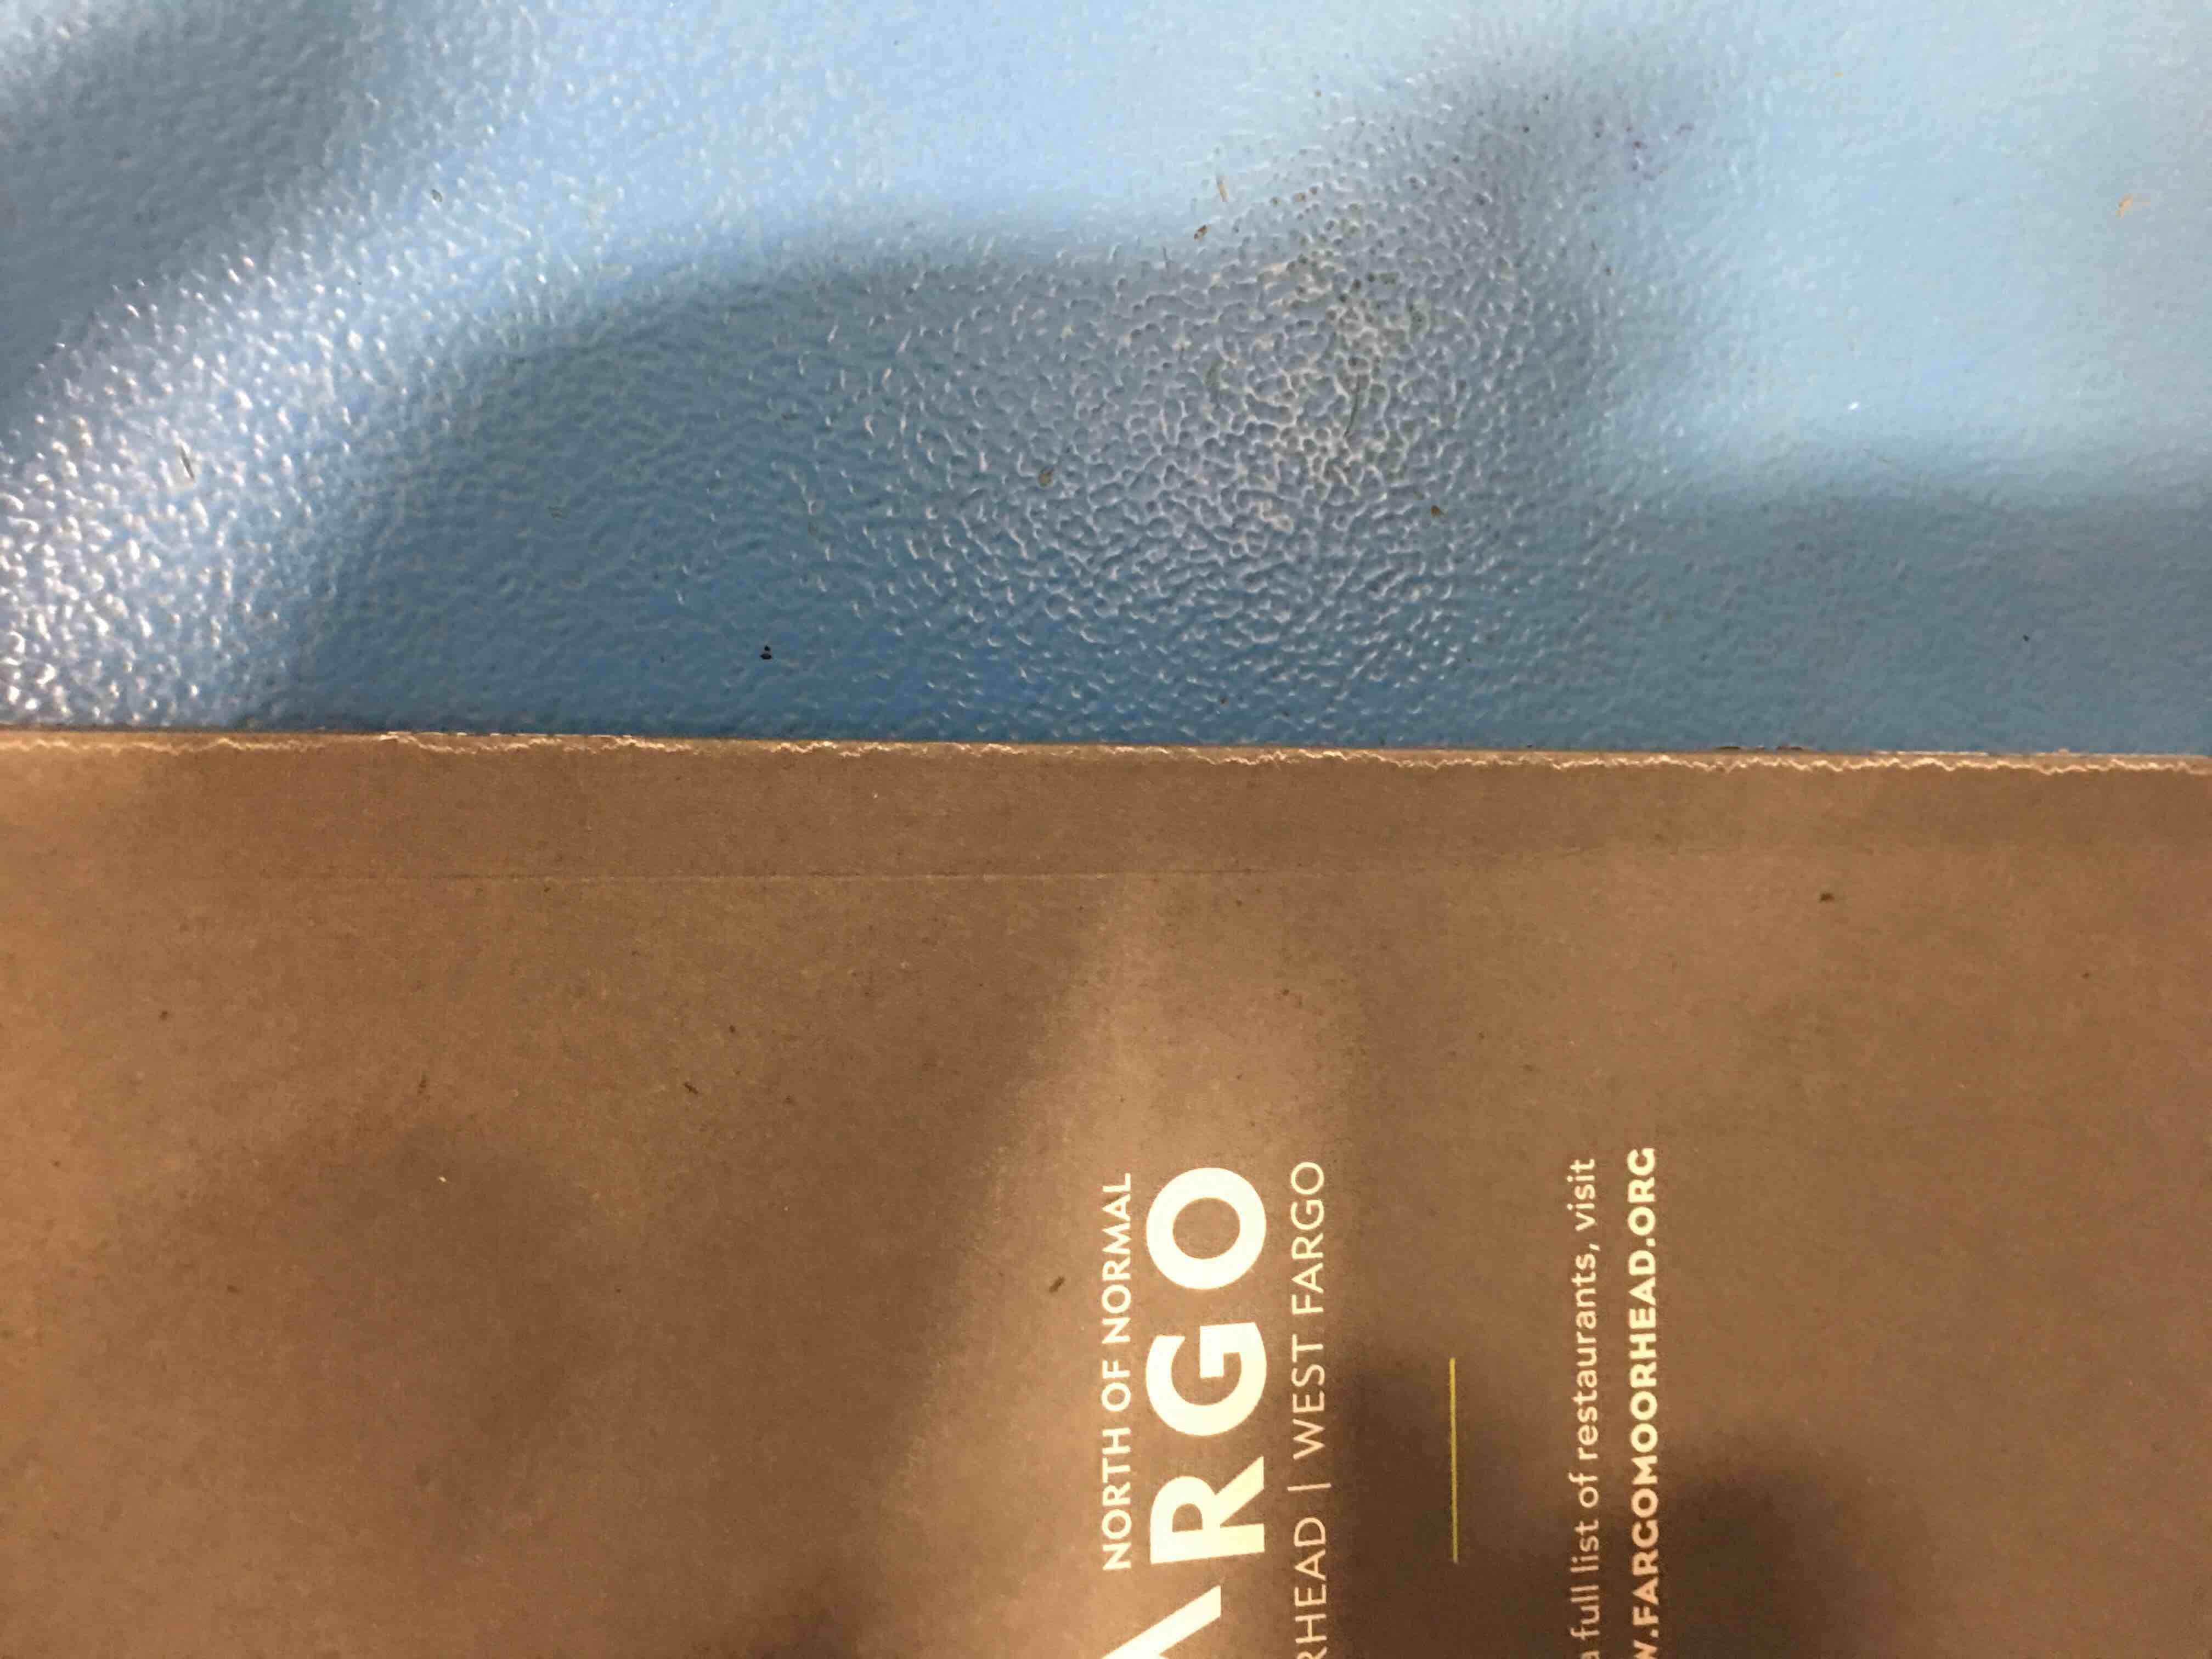 NORTH OF NORMAL
ARGO
RHEAD | WEST FARGO
a full list of restaurants, visit
W.FARGOMOORHEAD.ORG